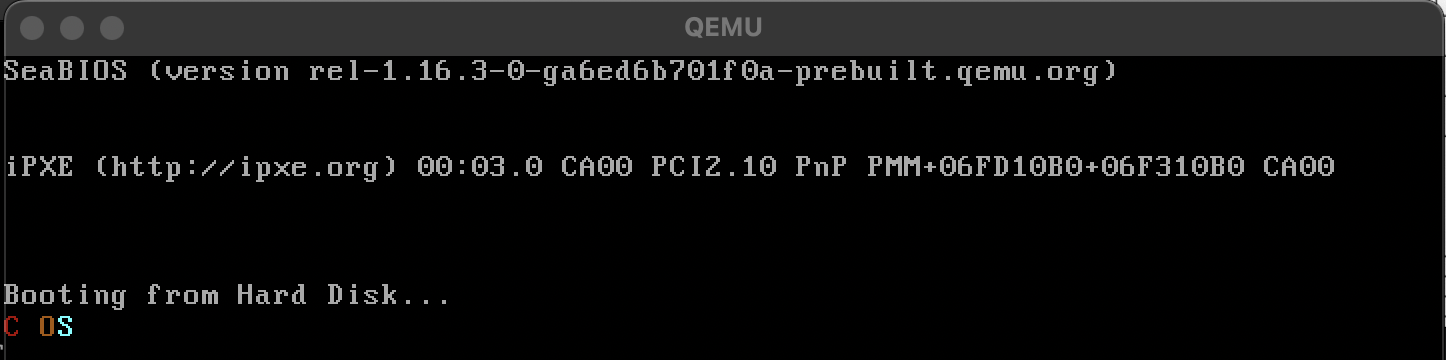 QEMU
SeaBIOS (version rel-1.16.3-0-ga6ed6b701f0a-prebuilt.qemu.org)
iPXE (http://ipxe.org) 00:03.0 CA00 PCI2.10 PnP PMM+06FD10B0+06F310B0 CA00
Booting from Hard Disk...
C OS